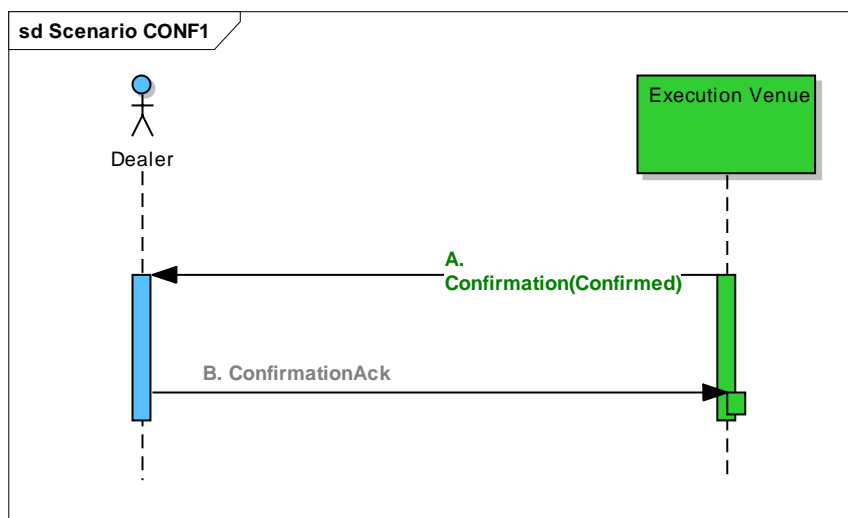 sd Scenario CONF1
Dealer
Execution Venue
A.
Confirmation(Confirmed)
B. ConfirmationAck